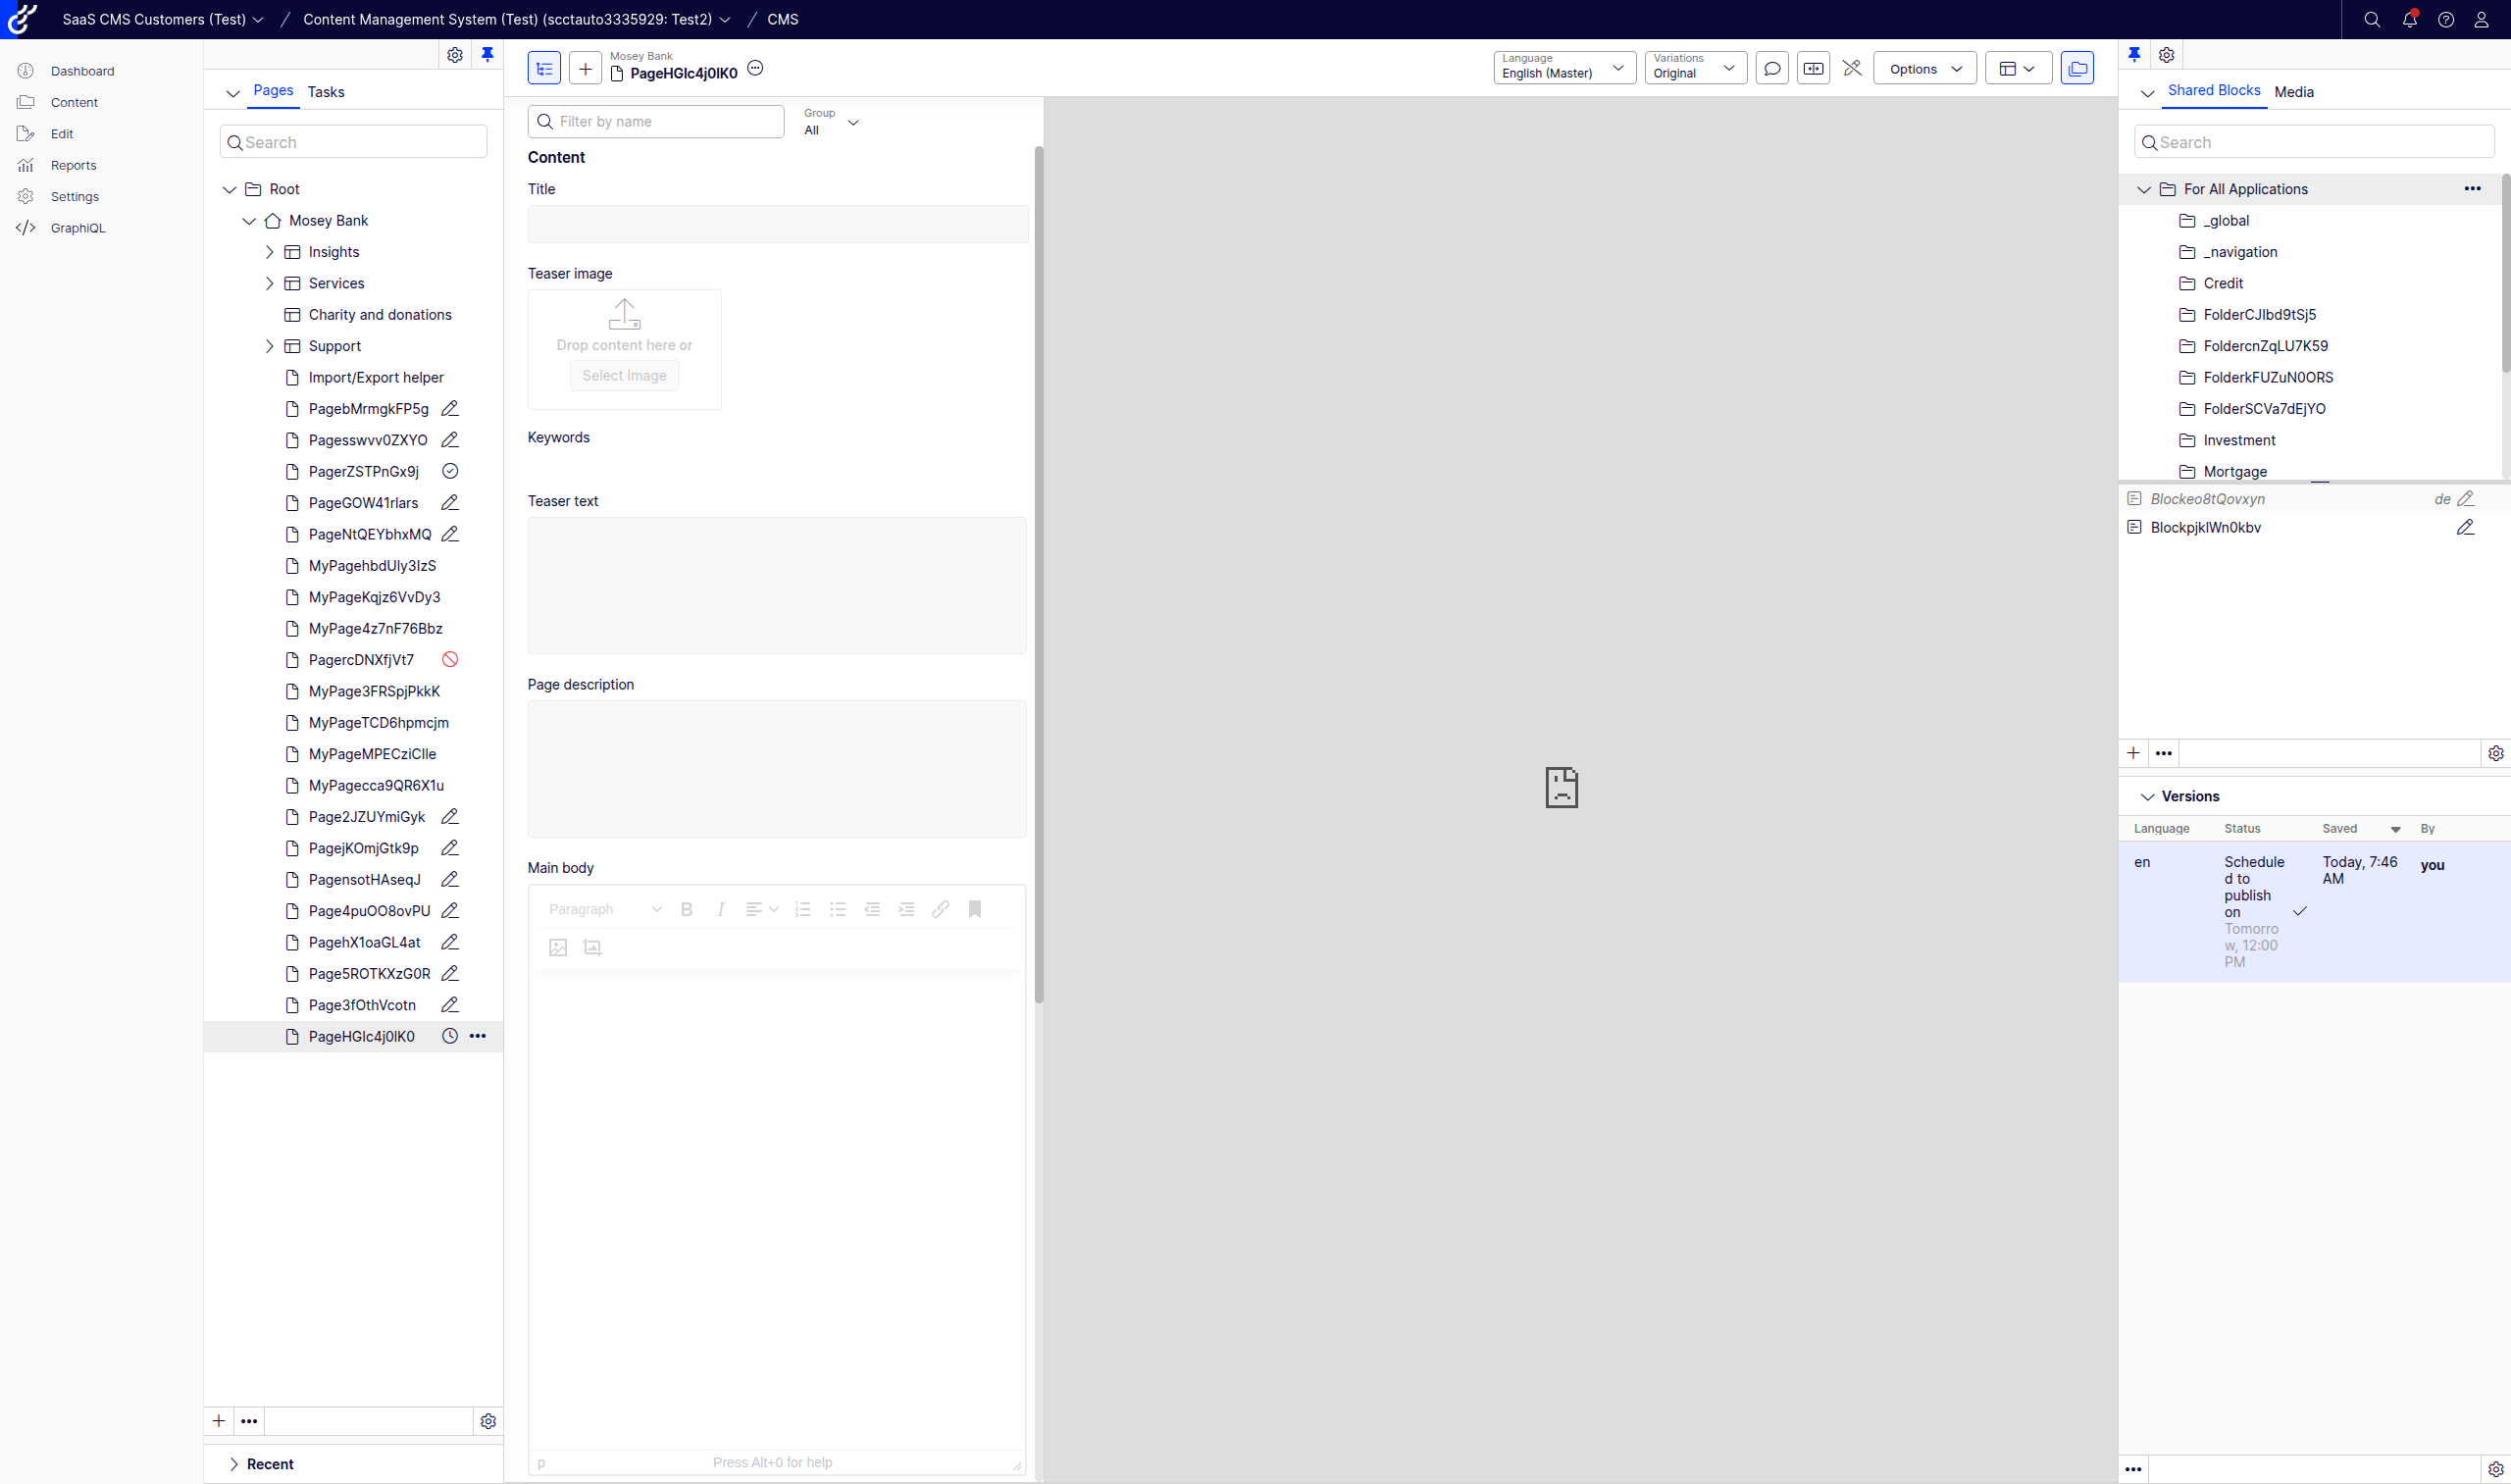 SaaS CMS Customers (Test) / Content Management System (Test) (scctauto3335929: Test2) / CMS
Dashboard
Content
Edit
Reports
Settings
GraphiQL
Pages Tasks
Search
Root
Mosey Bank
Insights
Services
Charity and donations
Support
Import/Export helper
PagebMrmgkFP5g
Pagesswvv0ZXYO
PagerZSTPnGx9j
PageGOW41rlars
PageNtQEYbhxMQ
MyPagehbdUly3IzS
MyPageKqjz6VvDy3
MyPage4z7nF76Bbz
PagercDNXfjVt7
MyPage3FRSpjPkkK
MyPageTCD6hpmcjm
MyPageMPECziClle
MyPagecca9QR6X1u
Page2JZUYmiGyk
PagejKOmjGtk9p
PagensotHAseqJ
Page4puOO8ovPU
PagehX1oaGL4at
Page5ROTKXzG0R
Page3fOthVcotn
PageHGlc4j0lK0
Recent
Mosey Bank
PageHGlc4j0lK0
Language
English (Master)
Variations
Original
Options
Filter by name
Group
All
Content
Title
Teaser image
Drop content here or
Select Image
Keywords
Teaser text
Page description
Main body
Paragraph
p
Press Alt+0 for help
Shared Blocks Media
Search
For All Applications
_global
_navigation
Credit
FolderCJlbd9tSj5
FoldercnZqLU7K59
FolderkFUZuN0ORS
FolderSCVa7dEjYO
Investment
Mortgage
Blockeo8tQovxyn de
BlockpjklWn0kbv
Versions
Language Status Saved By
en
Schedule
d to
publish
on
Tomorro
w, 12:00
PM
Today, 7:46
AM
you